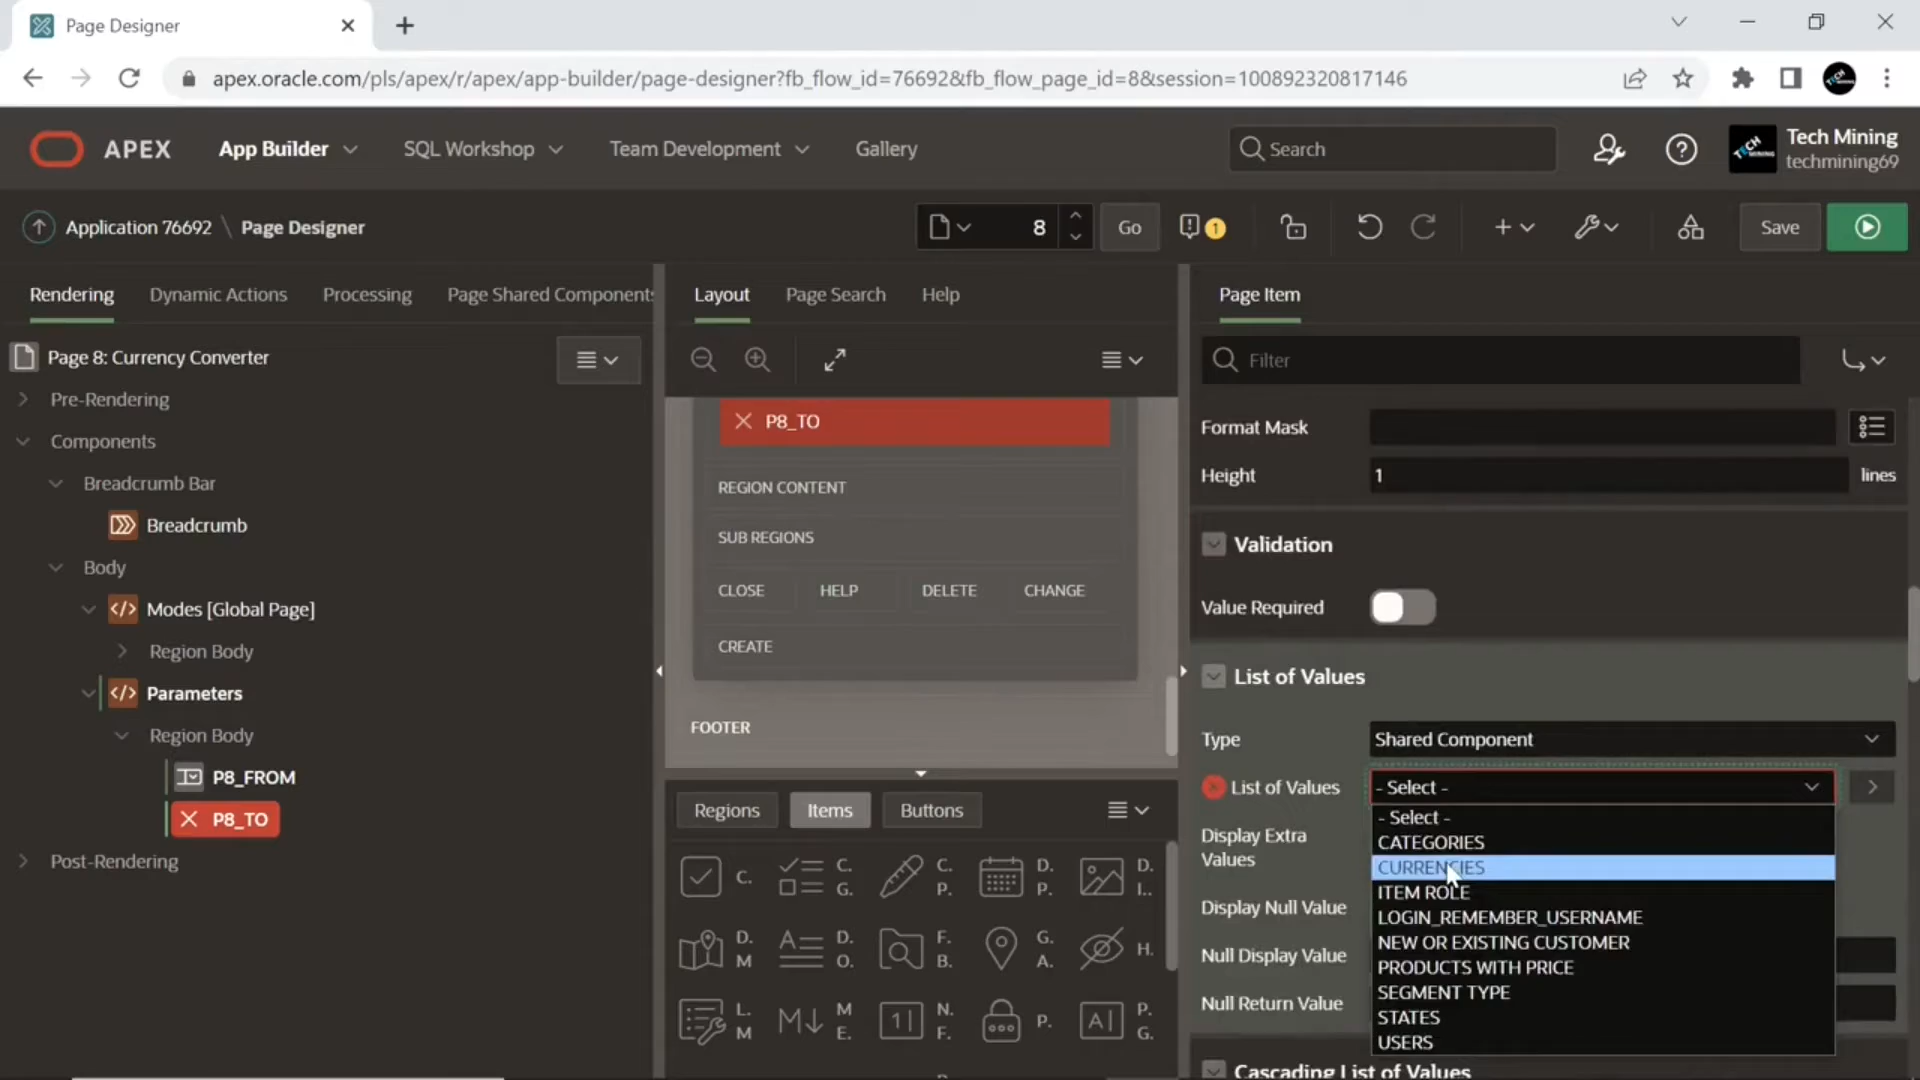 Page Designer
apex.oracle.com/pls/apex/r/apex/app-builder/page-designer?fb_flow_id=76692&fb_flow_page_id=8&session=100892320817146
APEX App Builder SQL Workshop Team Development Gallery Search Tech Mining
techmining69
Application 76692 \ Page Designer 8 Go 1 Save
Rendering Dynamic Actions Processing Page Shared Components
Layout Page Search Help
Page Item
Page 8: Currency Converter
Pre-Rendering
Components
Breadcrumb Bar
Breadcrumb
Body
Modes [Global Page]
Region Body
Parameters
Region Body
P8_FROM
P8_TO
Post-Rendering
P8_TO
REGION CONTENT
SUB REGIONS
CLOSE HELP DELETE CHANGE
CREATE
FOOTER
Regions Items Buttons
C. C. C. D. D.
G. P. P. I..
D. D. F. G. H.
M O. B. A.
L. M N. P. P.
M E. F. G.
Filter
Format Mask
Height 1 lines
Validation
Value Required
List of Values
Type Shared Component
List of Values - Select -
Display Extra
Values
Display Null Value
Null Display Value
Null Return Value
- Select -
CATEGORIES
CURRENCIES
ITEM ROLE
LOGIN_REMEMBER_USERNAME
NEW OR EXISTING CUSTOMER
PRODUCTS WITH PRICE
SEGMENT TYPE
STATES
USERS
Cascading List of Values